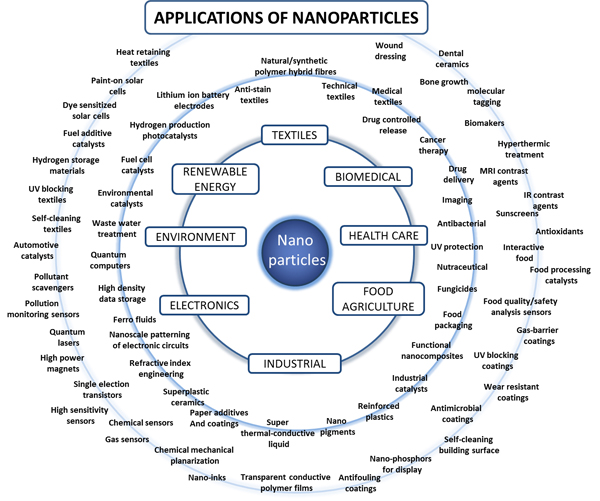 APPLICATIONS OF NANOPARTICLES
Heat retaining
textiles
Natural/synthetic
polymer hybrid fibres
Wound
dressing
Dental
ceramics
Paint-on solar
cells
Lithium ion battery
electrodes
Anti-stain
textiles
Technical
textiles
Medical
textiles
Bone growth
molecular
tagging
Dye sensitized
solar cells
Hydrogen production
photocatalysts
TEXTILES
Drug controlled
release
Biomakers
Fuel additive
catalysts
Cancer
therapy
Hyperthermic
treatment
Hydrogen storage
materials
Fuel cell
catalysts
RENEWABLE
ENERGY
BIOMEDICAL
Drug
delivery
MRI contrast
agents
UV blocking
textiles
Environmental
catalysts
Imaging
IR contrast
agents
Sunscreens
Self-cleaning
textiles
Waste water
treatment
ENVIRONMENT
Nano
particles
HEALTH CARE
Antibacterial
Antioxidants
Automotive
catalysts
Quantum
computers
UV protection
Interactive
food
Nutraceutical
Food processing
catalysts
Pollutant
scavengers
High density
data storage
ELECTRONICS
FOOD
AGRICULTURE
Fungicides
Pollution
monitoring sensors
Ferro fluids
Food
packaging
Food quality/safety
analysis sensors
Quantum
lasers
Nanoscale patterning
of electronic circuits
Functional
nanocomposites
Gas-barrier
coatings
High power
magnets
Refractive index
engineering
INDUSTRIAL
UV blocking
coatings
Single election
transistors
Superplastic
ceramics
Industrial
catalysts
Wear resistant
coatings
High sensitivity
sensors
Chemical sensors
Paper additives
And coatings
Super
thermal-conductive
liquid
Nano
pigments
Reinforced
plastics
Antimicrobial
coatings
Gas sensors
Chemical mechanical
planarization
Self-cleaning
building surface
Nano-inks
Transparent conductive
polymer films
Antifouling
coatings
Nano-phosphors
for display